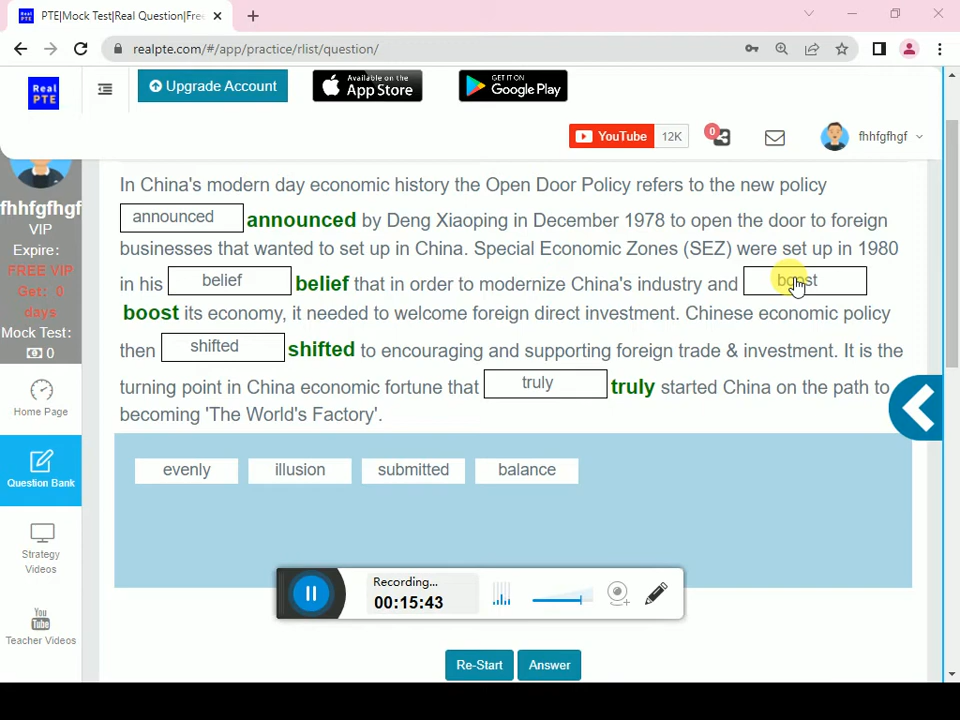 PTE|Mock Test|Real Question|Fre
realpte.com/#/app/practice/rlist/question/
Real
PTE
Upgrade Account
Available on the
App Store
GET IT ON
Google Play
YouTube 12K
0
fhhfgfhgf
fhhfgfhgf
VIP
Expire:
FREE VIP
Get: 0
days
Mock Test:
0
Home Page
Question Bank
Strategy
Videos
You
Tube
Teacher Videos
In China's modern day economic history the Open Door Policy refers to the new policy
announced announced by Deng Xiaoping in December 1978 to open the door to foreign
businesses that wanted to set up in China. Special Economic Zones (SEZ) were set up in 1980
in his belief belief that in order to modernize China's industry and boost
boost its economy, it needed to welcome foreign direct investment. Chinese economic policy
then shifted shifted to encouraging and supporting foreign trade & investment. It is the
turning point in China economic fortune that truly truly started China on the path to
becoming 'The World's Factory'.
evenly illusion submitted balance
Recording...
00:15:43
Re-Start Answer